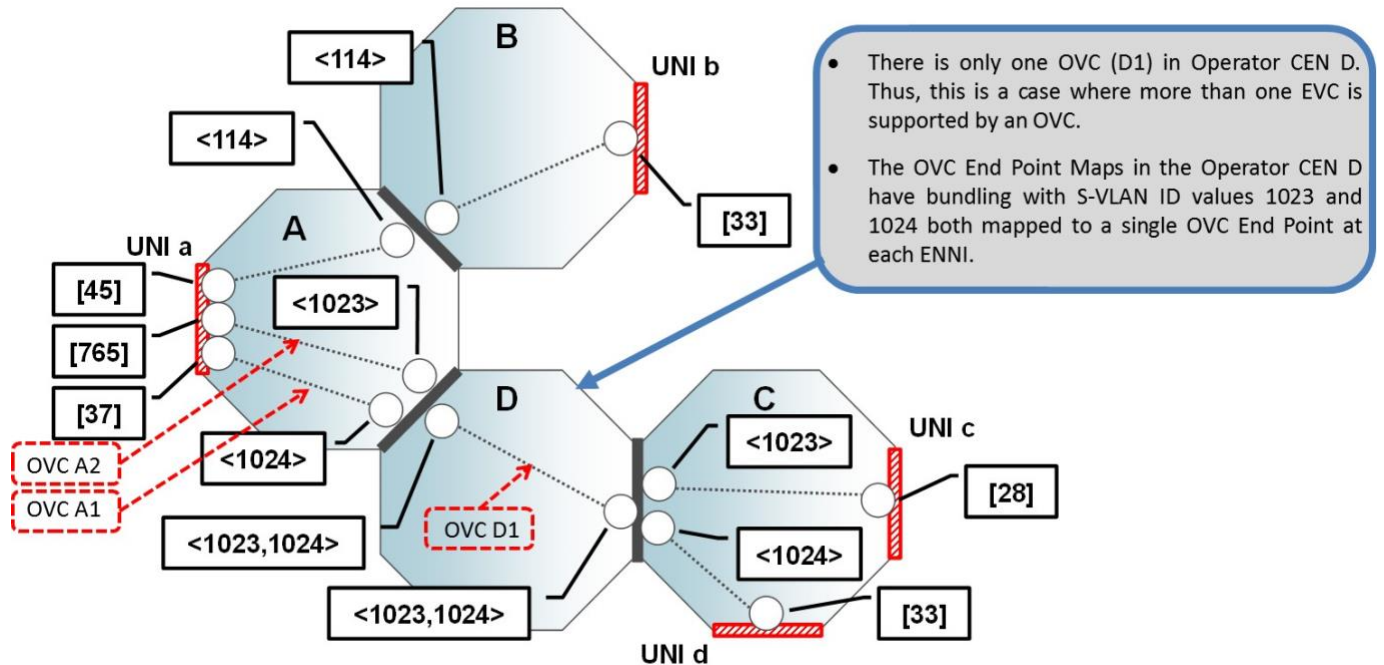 B
<114>
UNI b
<114>
[33]
A
UNI a
[45]
<1023>
[765]
[37]
OVC A2
<1024>
OVC A1
<1023,1024>
D
OVC D1
<1023,1024>
C
<1023>
UNI c
[28]
<1024>
[33]
UNI d
• There is only one OVC (D1) in Operator CEN D.
Thus, this is a case where more than one EVC is
supported by an OVC.
• The OVC End Point Maps in the Operator CEN D
have bundling with S-VLAN ID values 1023 and
1024 both mapped to a single OVC End Point at
each ENNI.